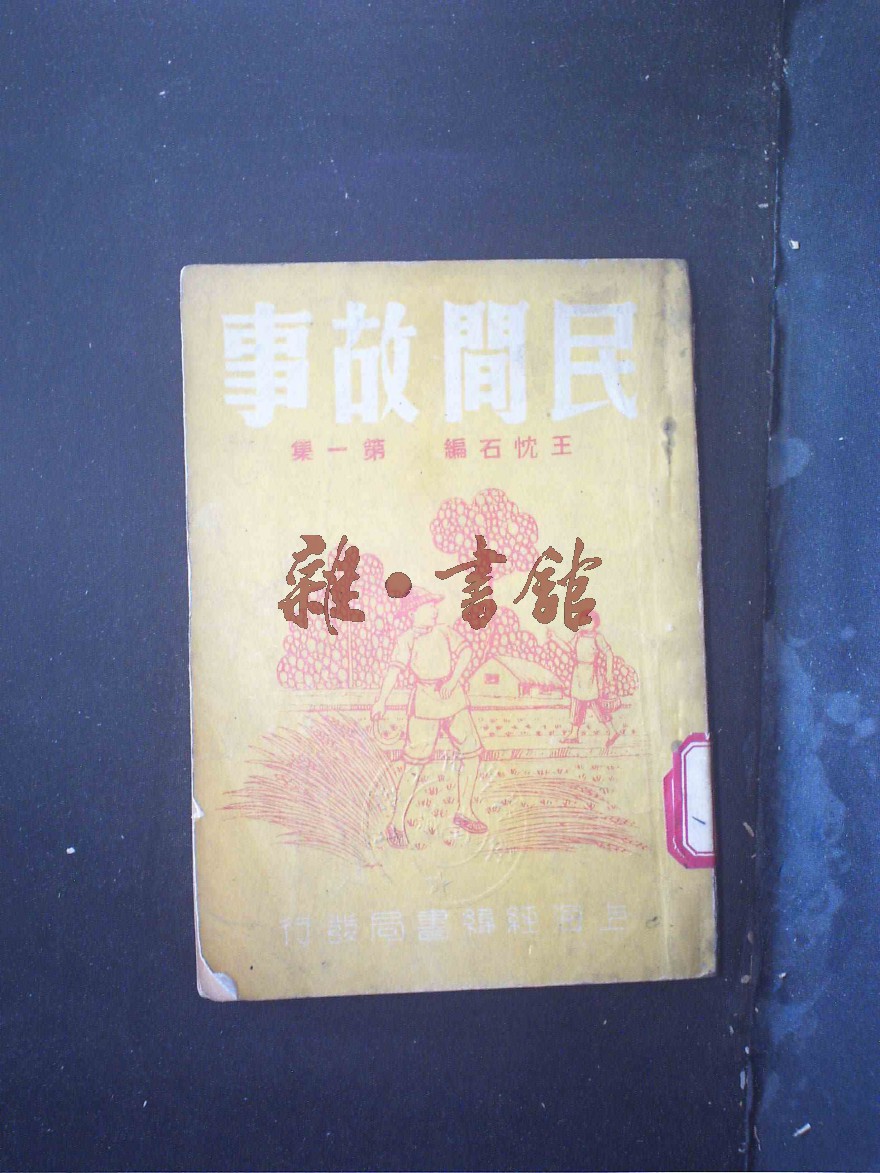 民間故事
王忱石編 第一集
雜·書館
上海經緯書局發行